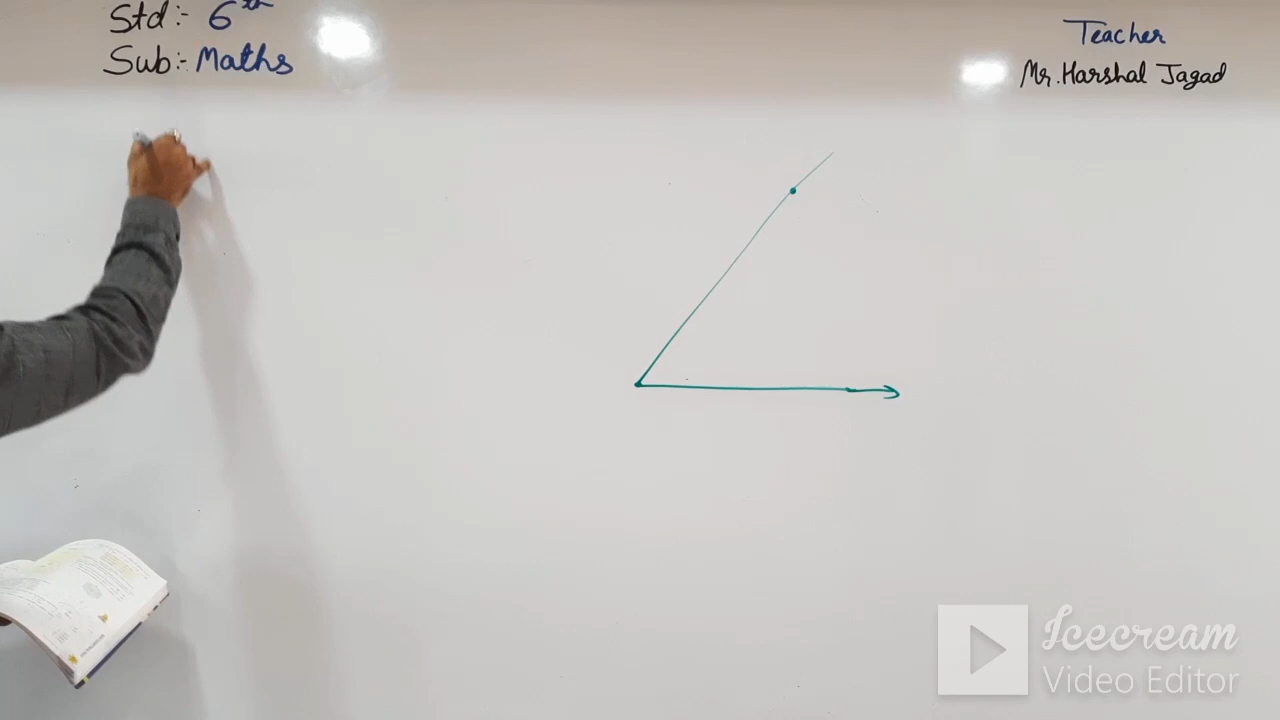 Std :- 6th
Sub :- Maths
Teacher
Mr. Harshal Jagad
Icecream
Video Editor